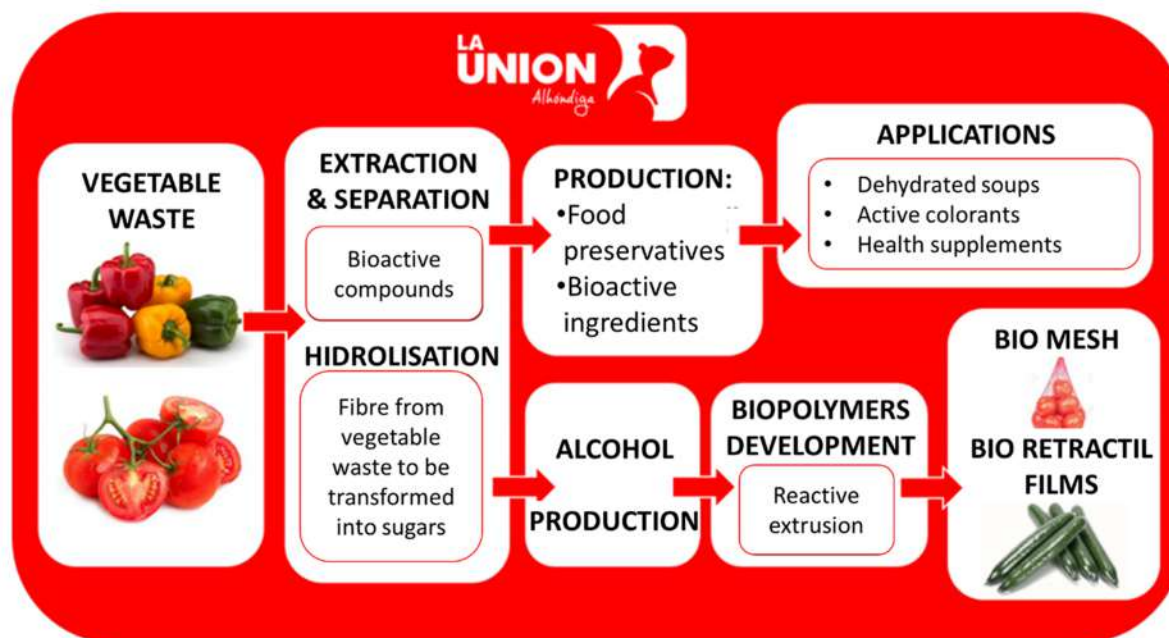 LA
UNION
Alhóndiga
VEGETABLE
WASTE
EXTRACTION
& SEPARATION
Bioactive
compounds
HIDROLISATION
Fibre from
vegetable
waste to be
transformed
into sugars
PRODUCTION:
•Food
preservatives
•Bioactive
ingredients
APPLICATIONS
• Dehydrated soups
• Active colorants
• Health supplements
ALCOHOL
PRODUCTION
BIOPOLYMERS
DEVELOPMENT
Reactive
extrusion
BIO MESH
BIO RETRACTIL
FILMS